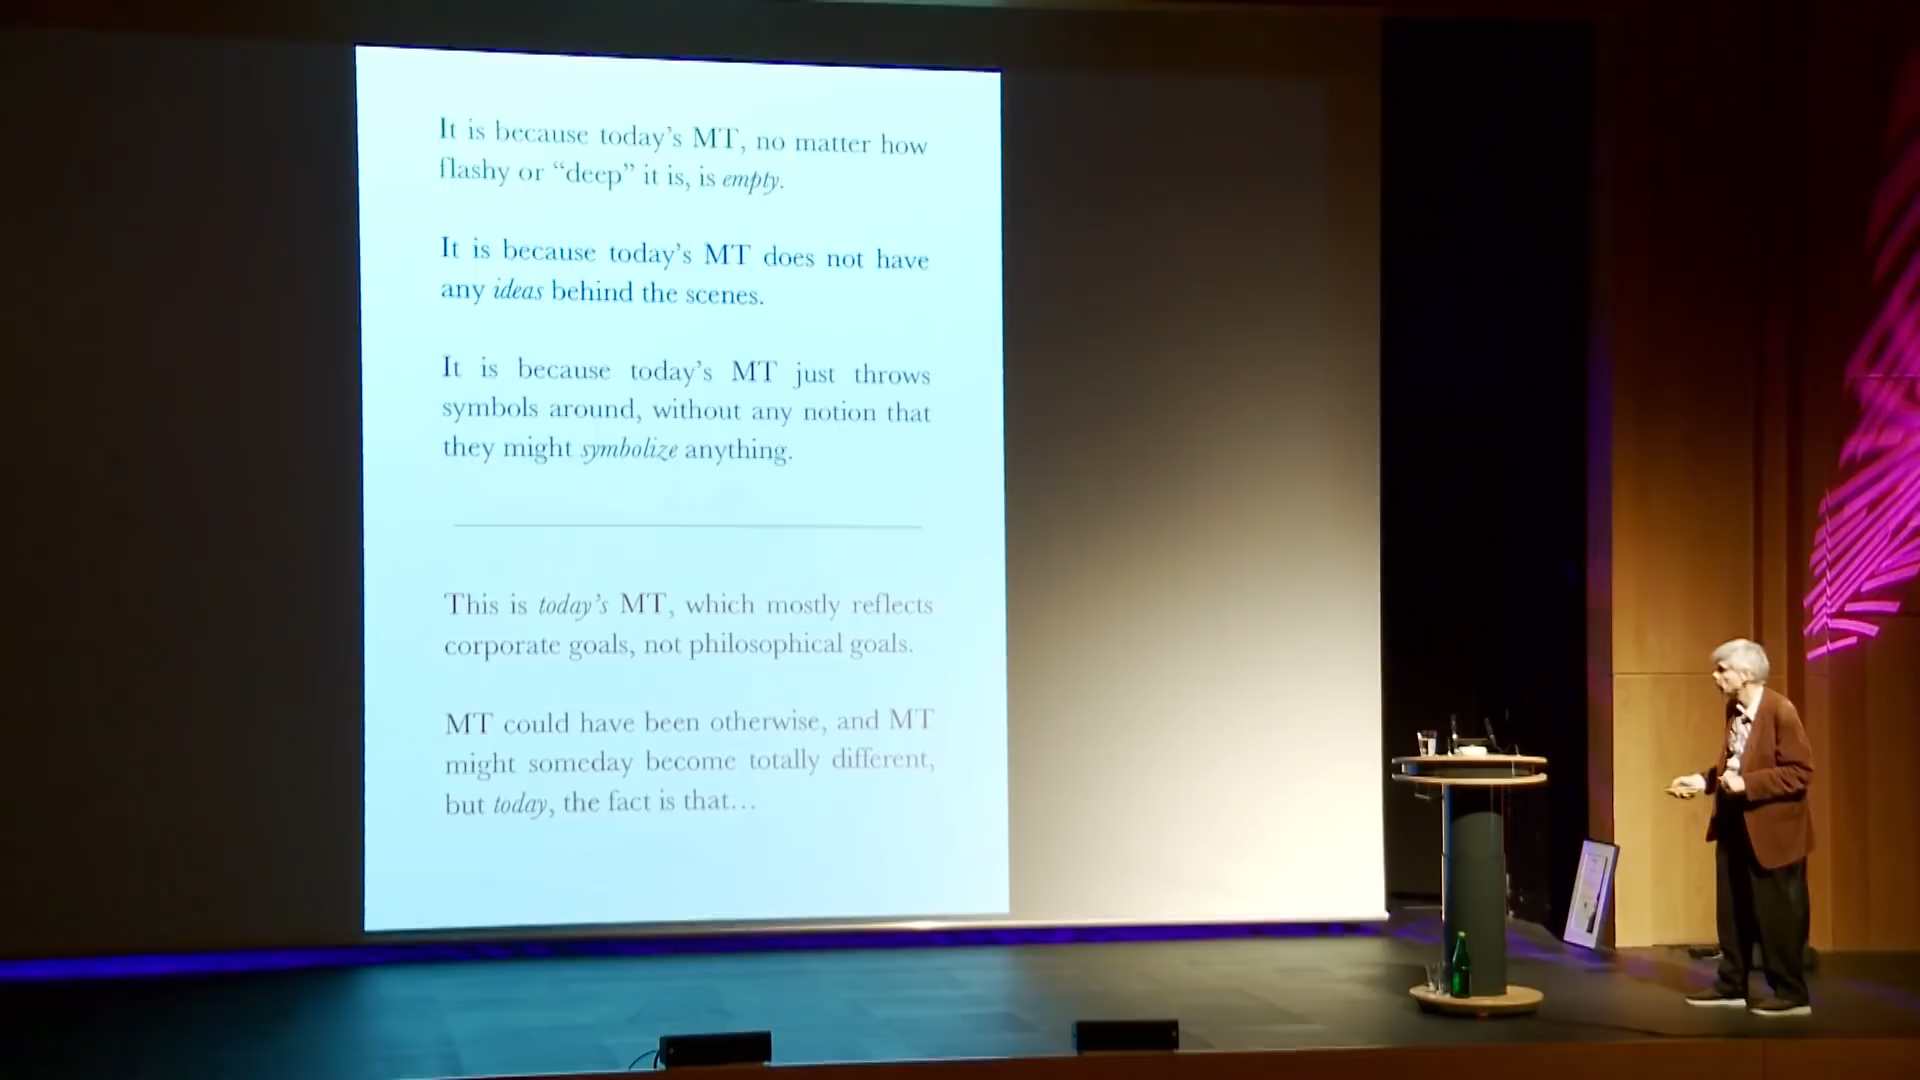 It is because today's MT, no matter how
flashy or “deep” it is, is empty.
It is because today's MT does not have
any ideas behind the scenes.
It is because today's MT just throws
symbols around, without any notion that
they might symbolize anything.
This is today's MT, which mostly reflects
corporate goals, not philosophical goals.
MT could have been otherwise, and MT
might someday become totally different,
but today, the fact is that…